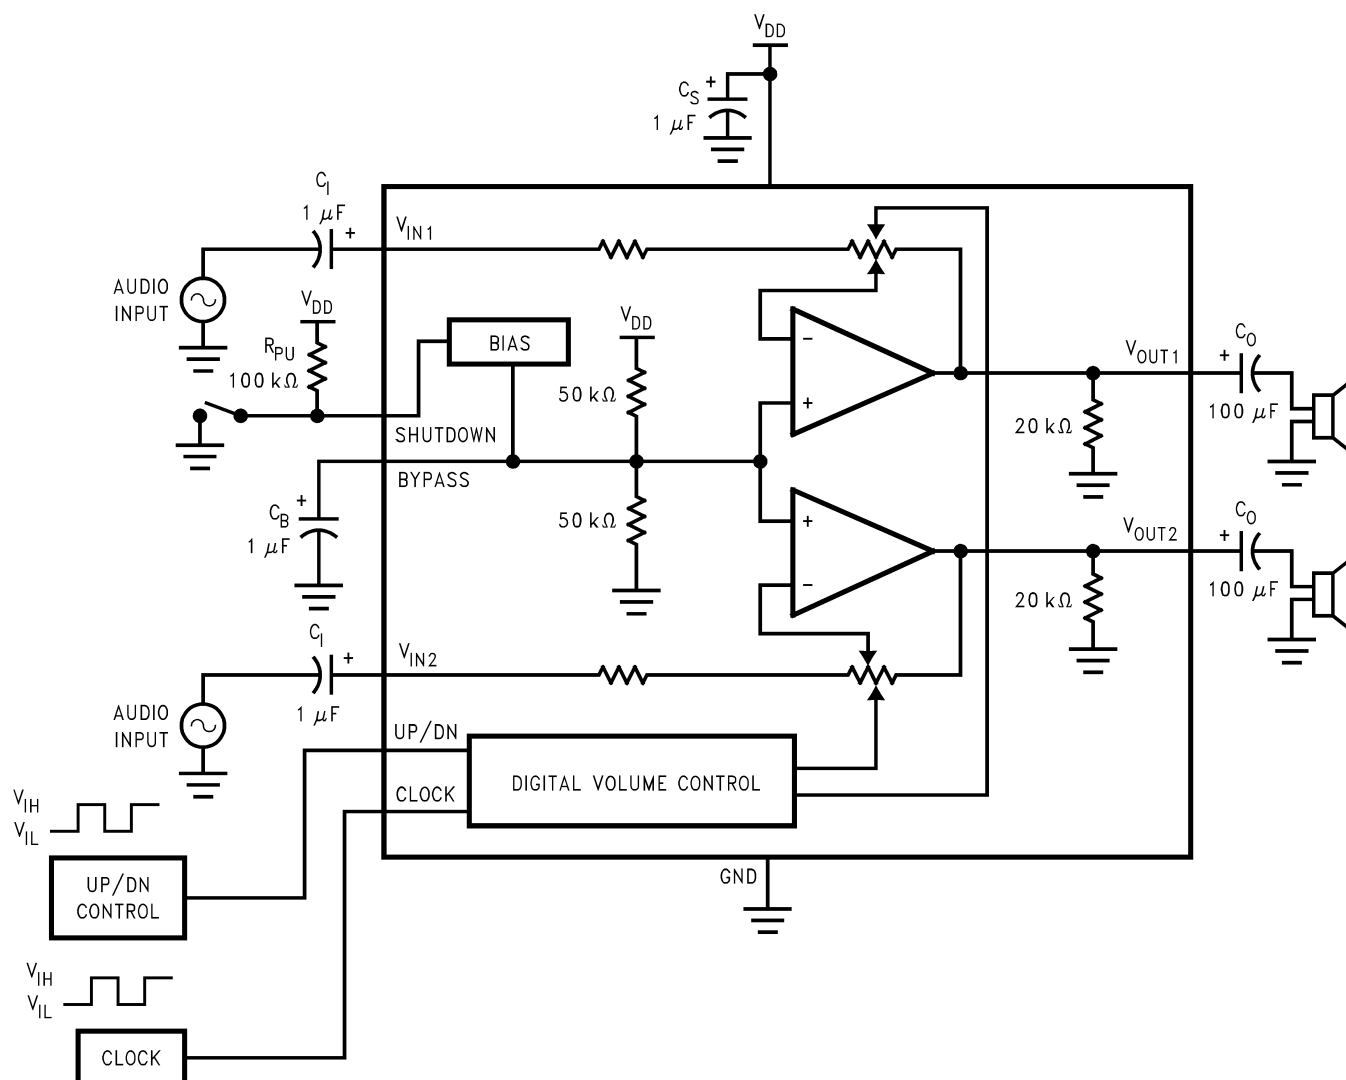 VDD
+
CS
1 μF
CI
1 μF
+
VIN1
AUDIO
INPUT
VDD
RPU
100 kΩ
BIAS
VDD
50 kΩ
−
+
VOUT1
+
CO
100 μF
20 kΩ
SHUTDOWN
BYPASS
+
CB
1 μF
50 kΩ
+
−
VOUT2
+
CO
100 μF
20 kΩ
CI
+
1 μF
VIN2
AUDIO
INPUT
UP/DN
CLOCK
DIGITAL VOLUME CONTROL
VIH
VIL
UP/DN
CONTROL
GND
VIH
VIL
CLOCK